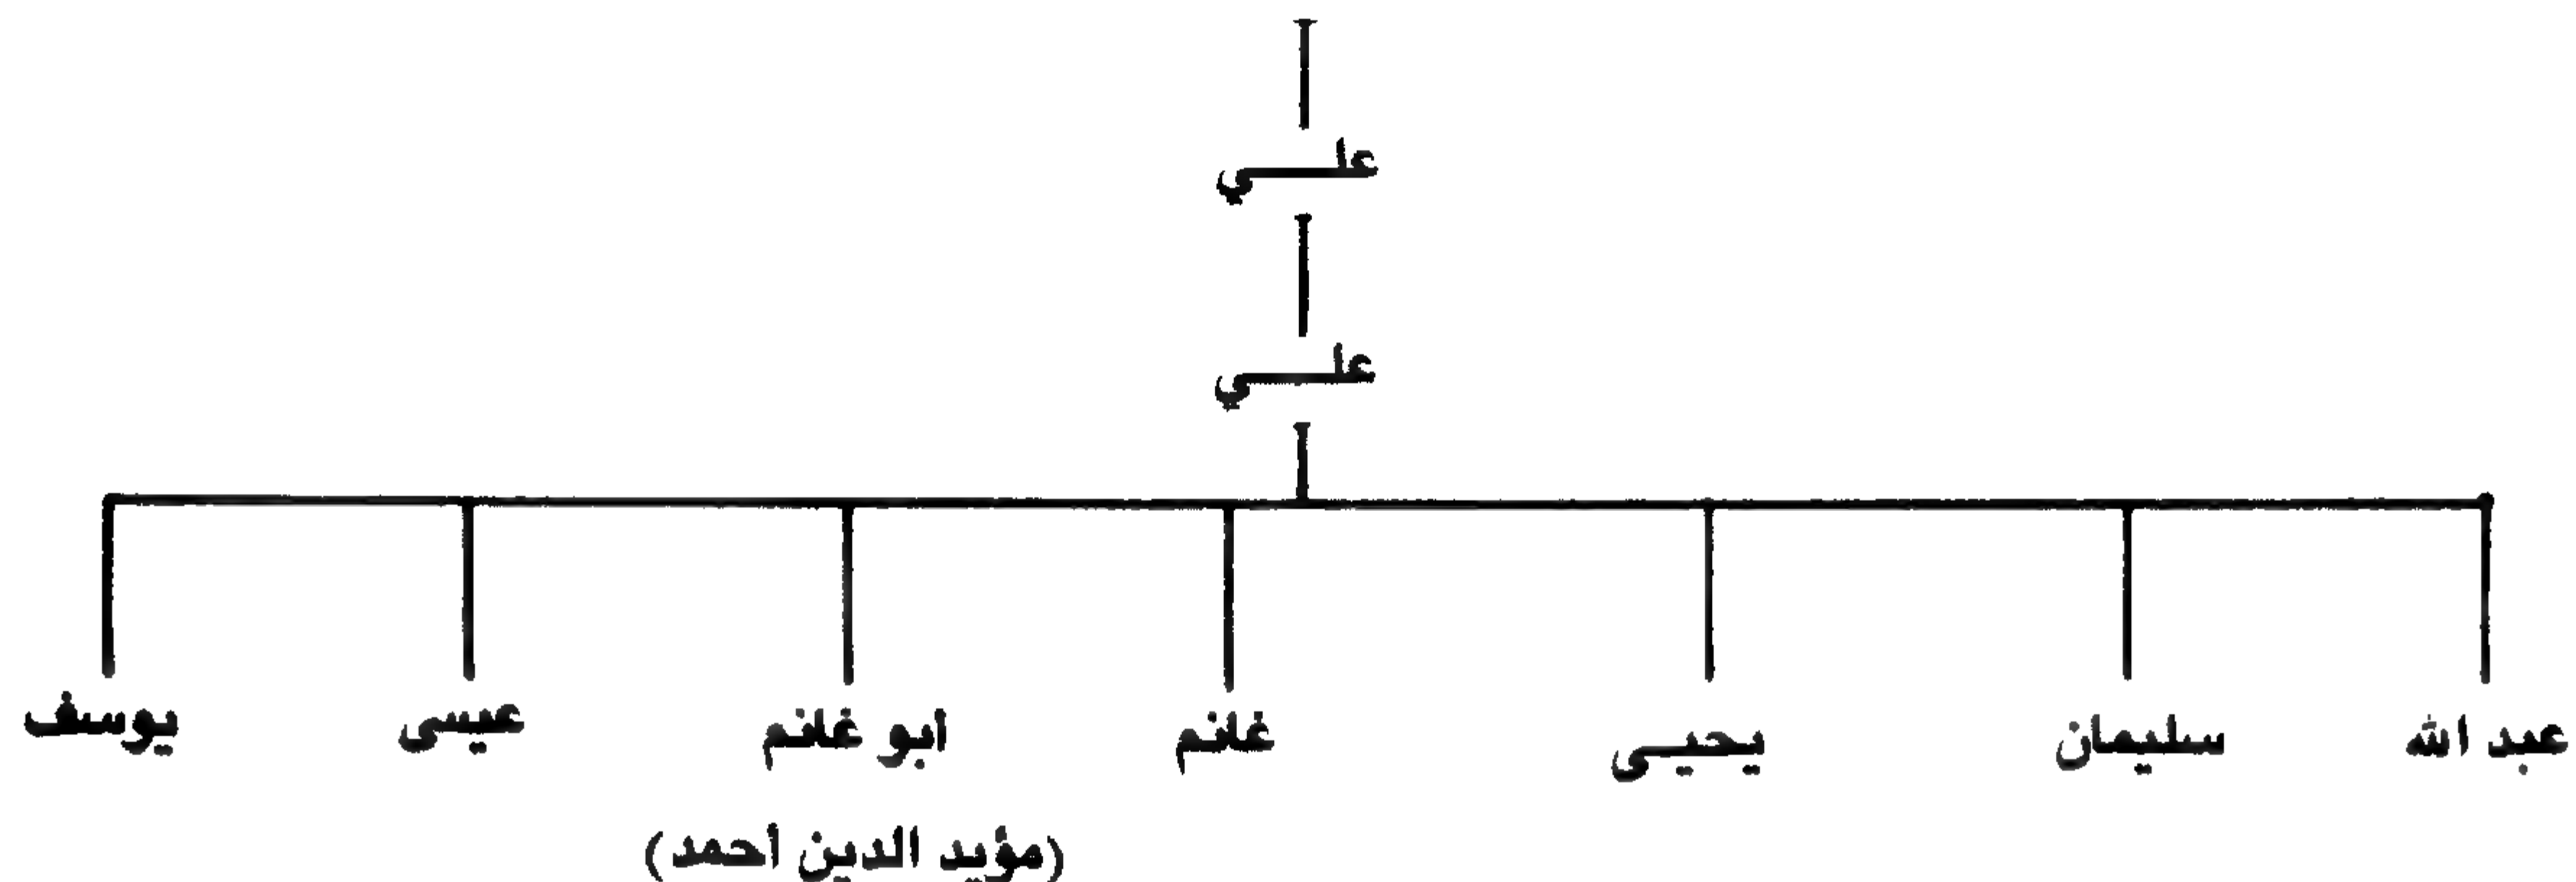 علي
علي
عبد الله سليمان يحيى غانم ابو غانم عيسى يوسف
(مؤيد الدين أحمد)